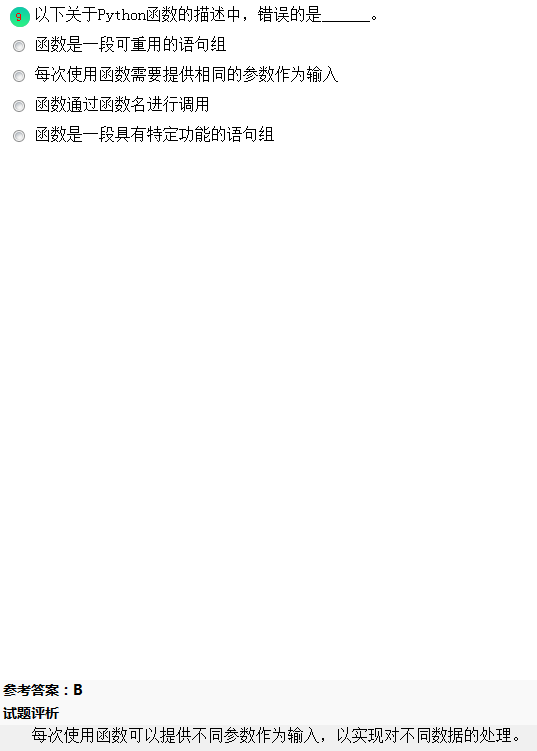 9 以下关于Python函数的描述中，错误的是______。
函数是一段可重用的语句组
每次使用函数需要提供相同的参数作为输入
函数通过函数名进行调用
函数是一段具有特定功能的语句组
参考答案：B
试题评析
每次使用函数可以提供不同参数作为输入，以实现对不同数据的处理。